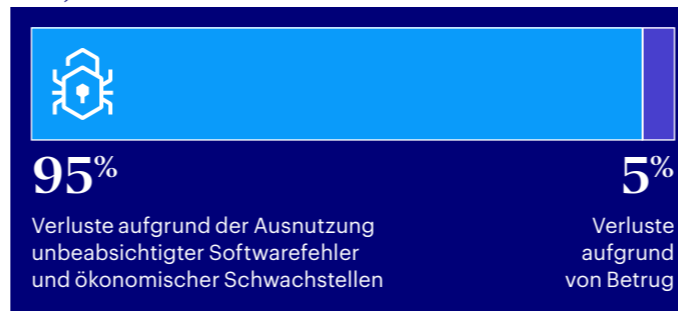 95%
Verluste aufgrund der Ausnutzung
unbeabsichtigter Softwarefehler
und ökonomischer Schwachstellen
5%
Verluste
aufgrund
von Betrug